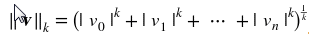 ‖ v ‖ₖ = (| v₀ |ᵏ + | v₁ |ᵏ + ⋯ + | vₙ |ᵏ)^{1/k}